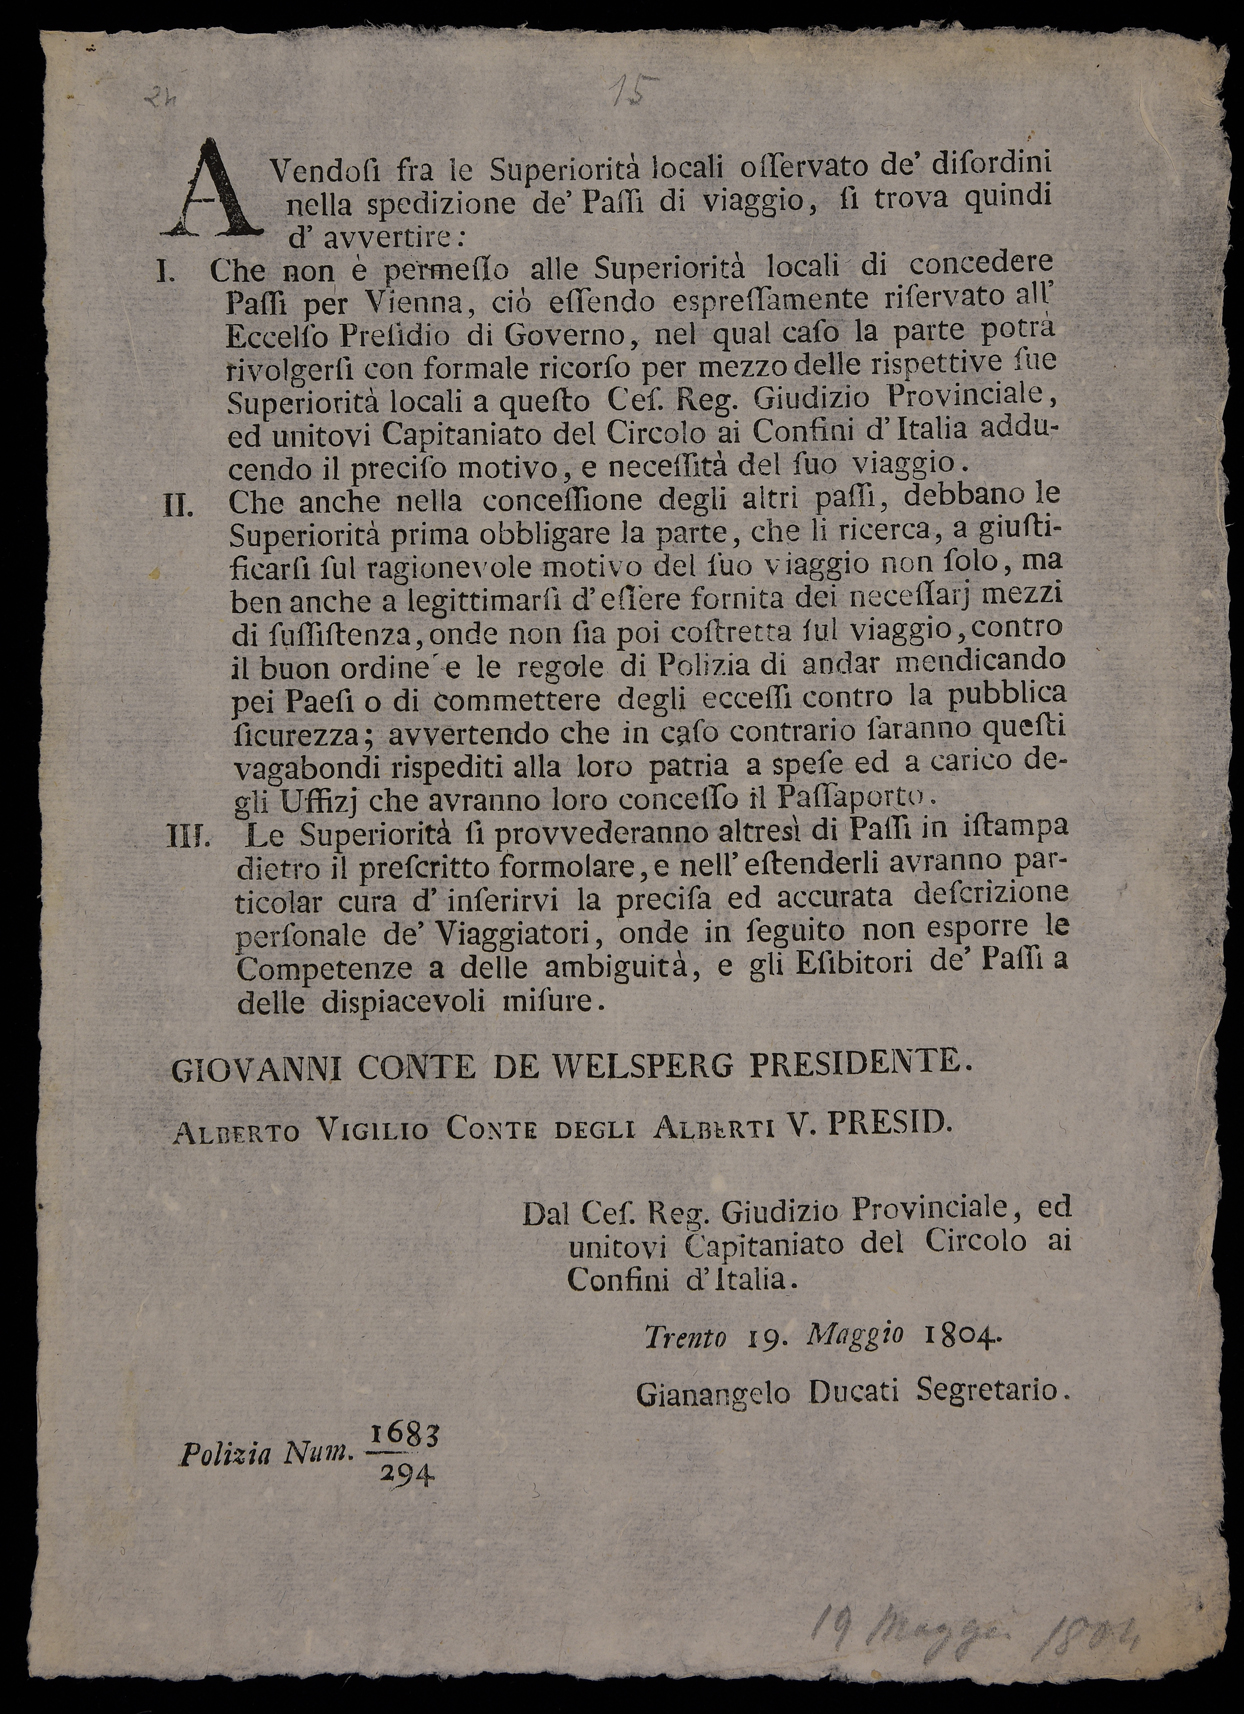 24
15
AVendoſi fra le Superiorità locali oſſervato de' diſordini
nella spedizione de' Paſſi di viaggio, ſi trova quindi
d' avvertire:
I. Che non è permeſſo alle Superiorità locali di concedere
Paſſi per Vienna, ciò eſſendo espreſſamente riſervato all'
Eccelſo Preſidio di Governo, nel qual caſo la parte potrà
rivolgerſi con formale ricorſo per mezzo delle rispettive ſue
Superiorità locali a queſto Ceſ. Reg. Giudizio Provinciale,
ed unitovi Capitaniato del Circolo ai Confini d' Italia addu-
cendo il preciſo motivo, e neceſſità del ſuo viaggio.
II. Che anche nella conceſſione degli altri paſſi, debbano le
Superiorità prima obbligare la parte, che li ricerca, a giuſti-
ficarſi ſul ragionevole motivo del ſuo viaggio non ſolo, ma
ben anche a legittimarſi d' eſſere fornita dei neceſſarj mezzi
di ſuſſiſtenza, onde non ſia poi coſtretta ſul viaggio, contro
il buon ordine e le regole di Polizia di andar mendicando
pei Paeſi o di commettere degli ecceſſi contro la pubblica
ſicurezza; avvertendo che in caſo contrario ſaranno queſti
vagabondi rispediti alla loro patria a speſe ed a carico de-
gli Uffizj che avranno loro conceſſo il Paſſaporto.
III. Le Superiorità ſi provvederanno altresì di Paſſi in iſtampa
dietro il preſcritto formolare, e nell' eſtenderli avranno par-
ticolar cura d' inſerirvi la preciſa ed accurata deſcrizione
perſonale de' Viaggiatori, onde in ſeguito non esporre le
Competenze a delle ambiguità, e gli Eſibitori de' Paſſi a
delle dispiacevoli miſure.
GIOVANNI CONTE DE WELSPERG PRESIDENTE.
ALBERTO VIGILIO CONTE DEGLI ALBERTI V. PRESID.
Dal Ceſ. Reg. Giudizio Provinciale, ed
unitovi Capitaniato del Circolo ai
Confini d' Italia.
Trento 19. Maggio 1804.
Gianangelo Ducati Segretario.
Polizia Num. 1683
294
19 Maggio 1804